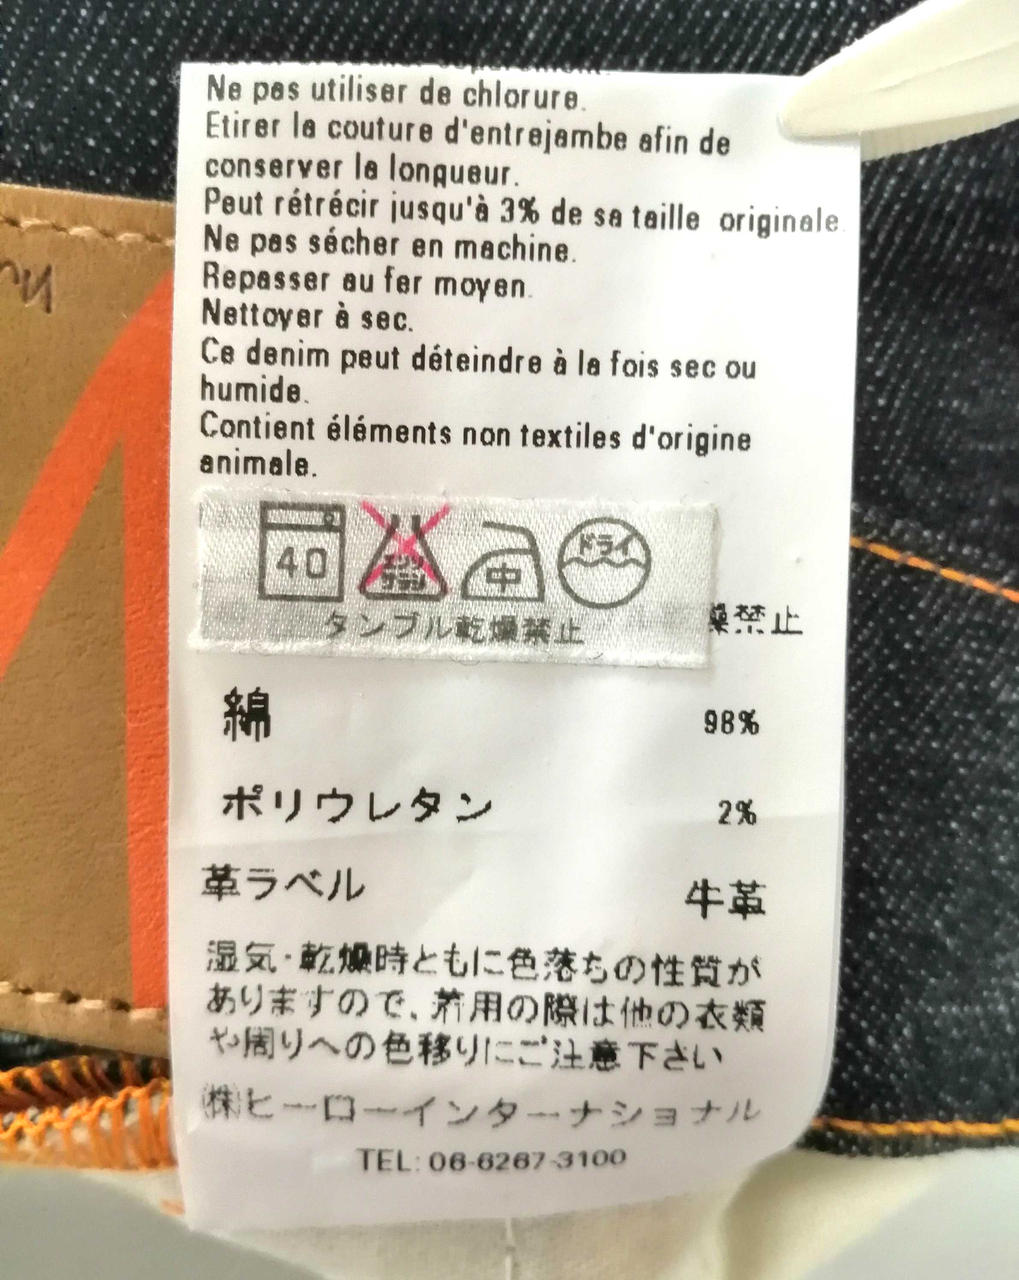 Ne pas utiliser de chlorure.
Etirer la couture d'entrejambe afin de
conserver la longueur.
Peut rétrécir jusqu'à 3% de sa taille originale.
Ne pas sécher en machine.
Repasser au fer moyen.
Nettoyer à sec.
Ce denim peut déteindre à la fois sec ou
humide.
Contient éléments non textiles d'origine
animale.
40 エンソサラシ 中 ドライ
タンブル乾燥禁止 燥禁止
綿 98%
ポリウレタン 2%
革ラベル 牛革
湿気・乾燥時ともに色落ちの性質が
ありますので、着用の際は他の衣類
や周りへの色移りにご注意下さい
㈱ヒーローインターナショナル
TEL: 06-6267-3100